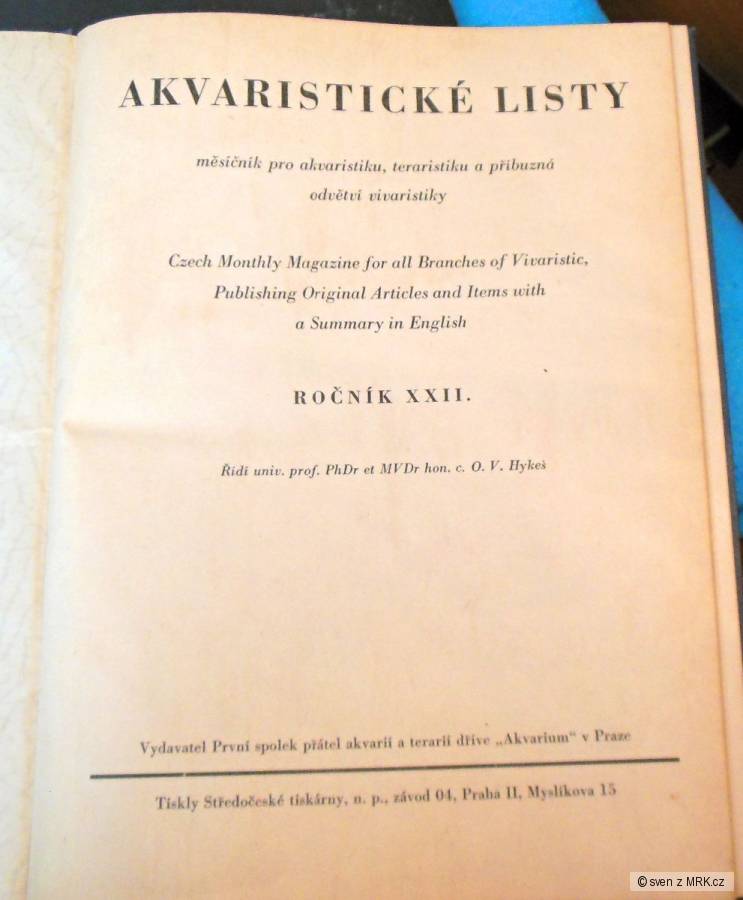 AKVARISTICKÉ LISTY
měsíčník pro akvaristiku, teraristiku a příbuzná
odvětví vivaristiky
Czech Monthly Magazine for all Branches of Vivaristic,
Publishing Original Articles and Items with
a Summary in English
ROČNÍK XXII.
Řídí univ. prof. PhDr et MVDr hon. c. O. V. Hykeš
Vydavatel První spolek přátel akvarií a terarií dříve „Akvarium“ v Praze
Tiskly Středočeské tiskárny, n. p., závod 04, Praha II, Myslíkova 15
© sven z MRK.cz